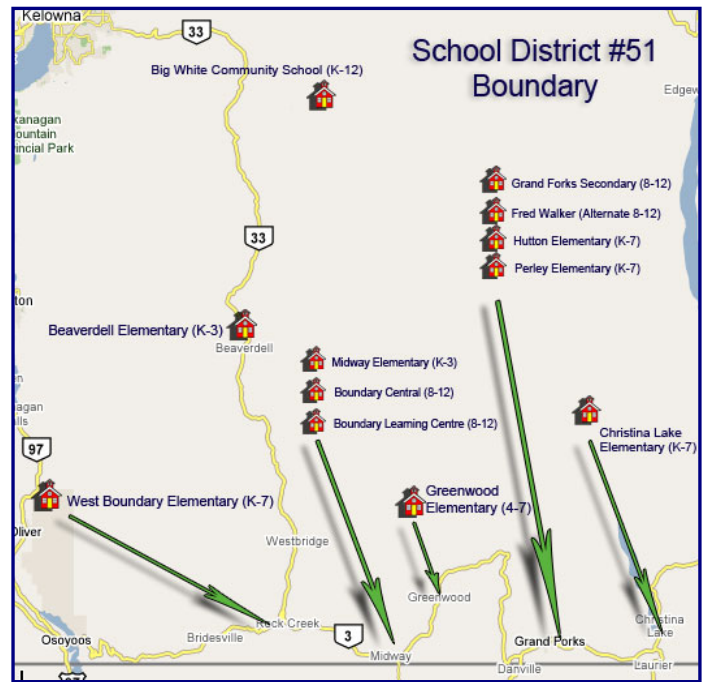 Kelowna
33
School District #51
Boundary
Big White Community School (K-12)
Edgew
kanagan
ountain
incial Park
Grand Forks Secondary (8-12)
Fred Walker (Alternate 8-12)
33
Hutton Elementary (K-7)
Perley Elementary (K-7)
ton
Beaverdell Elementary (K-3)
Beaverdell
Midway Elementary (K-3)
Boundary Central (8-12)
Boundary Learning Centre (8-12)
agan
alls
97
Christina Lake
Elementary (K-7)
West Boundary Elementary (K-7)
Greenwood
Elementary (4-7)
Oliver
Westbridge
Greenwood
Rock Creek
Christina
Lake
Osoyoos
Bridesville
3
Grand Forks
Midway
Danville
Laurier
97